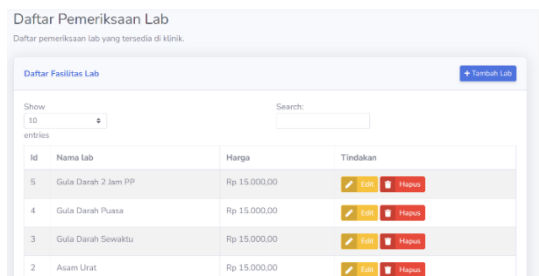 Daftar Pemeriksaan Lab
Daftar pemeriksaan lab yang tersedia di klinik.
Daftar Fasilitas Lab
+ Tambah Lab
Show
10
entries
Search:
Id Nama lab Harga Tindakan
5 Gula Darah 2 Jam PP Rp 15.000,00 Edit Hapus
4 Gula Darah Puasa Rp 15.000,00 Edit Hapus
3 Gula Darah Sewaktu Rp 15.000,00 Edit Hapus
2 Asam Urat Rp 15.000,00 Edit Hapus